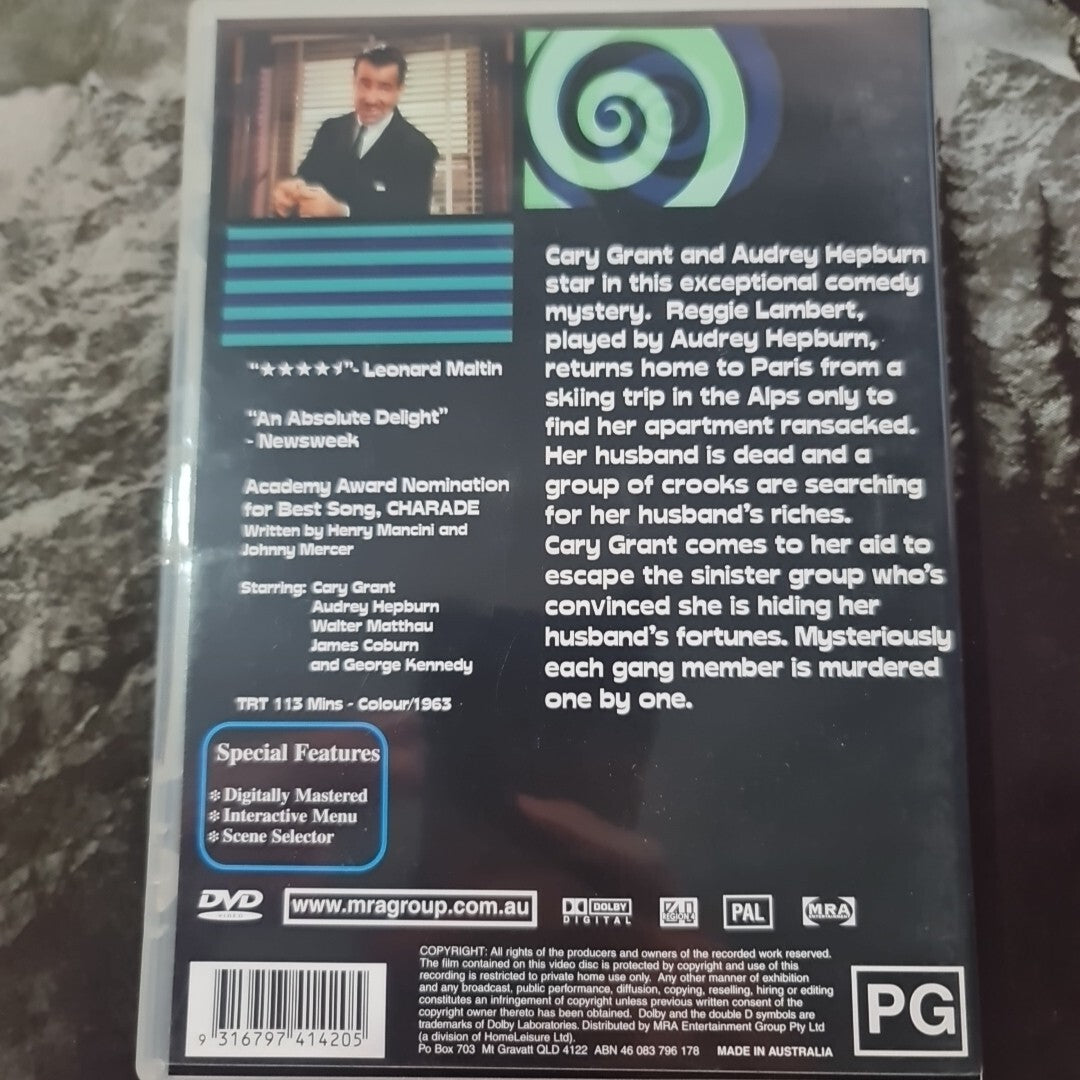 "★★★★½"- Leonard Maltin
"An Absolute Delight"
- Newsweek
Academy Award Nomination
for Best Song, CHARADE
Written by Henry Mancini and
Johnny Mercer
Starring: Cary Grant
Audrey Hepburn
Walter Matthau
James Coburn
and George Kennedy
TRT 113 Mins - Colour/1963
Special Features
* Digitally Mastered
* Interactive Menu
* Scene Selector
Cary Grant and Audrey Hepburn
star in this exceptional comedy
mystery. Reggie Lambert,
played by Audrey Hepburn,
returns home to Paris from a
skiing trip in the Alps only to
find her apartment ransacked.
Her husband is dead and a
group of crooks are searching
for her husband's riches.
Cary Grant comes to her aid to
escape the sinister group who's
convinced she is hiding her
husband's fortunes. Mysteriously
each gang member is murdered
one by one.
DVD
VIDEO
www.mragroup.com.au
DOLBY
DIGITAL
4
REGION 4
PAL
MRA
ENTERTAINMENT
9 316797 414205
COPYRIGHT: All rights of the producers and owners of the recorded work reserved.
The film contained on this video disc is protected by copyright and use of this
recording is restricted to private home use only. Any other manner of exhibition
and any broadcast, public performance, diffusion, copying, reselling, hiring or editing
constitutes an infringement of copyright unless previous written consent of the
copyright owner thereto has been obtained. Dolby and the double D symbols are
trademarks of Dolby Laboratories. Distributed by MRA Entertainment Group Pty Ltd
(a division of HomeLeisure Ltd).
Po Box 703 Mt Gravatt QLD 4122 ABN 46 083 796 178 MADE IN AUSTRALIA
PG